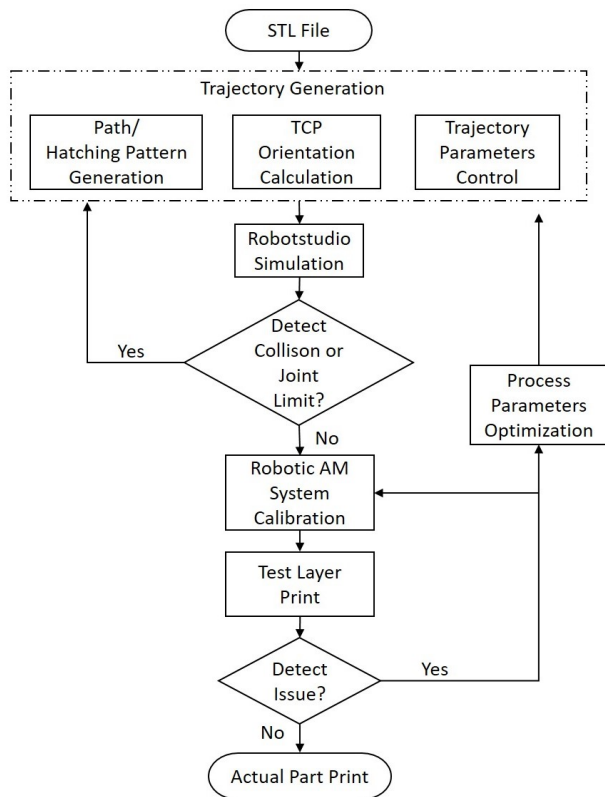 STL File
Trajectory Generation
Path/
Hatching Pattern
Generation
TCP
Orientation
Calculation
Trajectory
Parameters
Control
Robotstudio
Simulation
Detect
Collison or
Joint
Limit?
Yes
No
Process
Parameters
Optimization
Robotic AM
System
Calibration
Test Layer
Print
Detect
Issue?
Yes
No
Actual Part Print